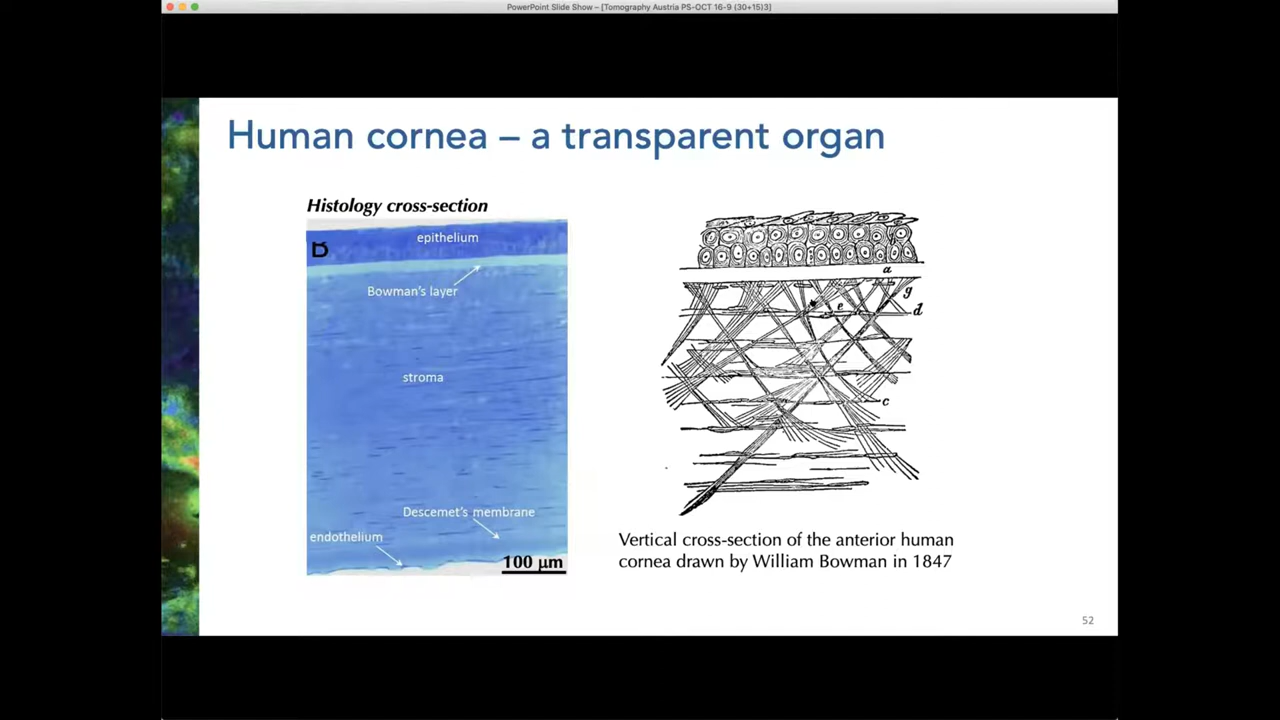 PowerPoint Slide Show – [Tomography Austria PS-OCT 16-9 (30+15)3]
Human cornea – a transparent organ
Histology cross-section
B
epithelium
Bowman's layer
stroma
Descemet's membrane
endothelium
100 µm
a
g
e
d
c
Vertical cross-section of the anterior human
cornea drawn by William Bowman in 1847
52